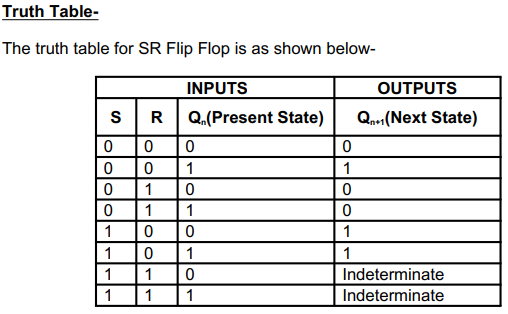 Truth Table-
The truth table for SR Flip Flop is as shown below-
INPUTS OUTPUTS
S R Qn(Present State) Qn+1(Next State)
0 0 0 0
0 0 1 1
0 1 0 0
0 1 1 0
1 0 0 1
1 0 1 1
1 1 0 Indeterminate
1 1 1 Indeterminate